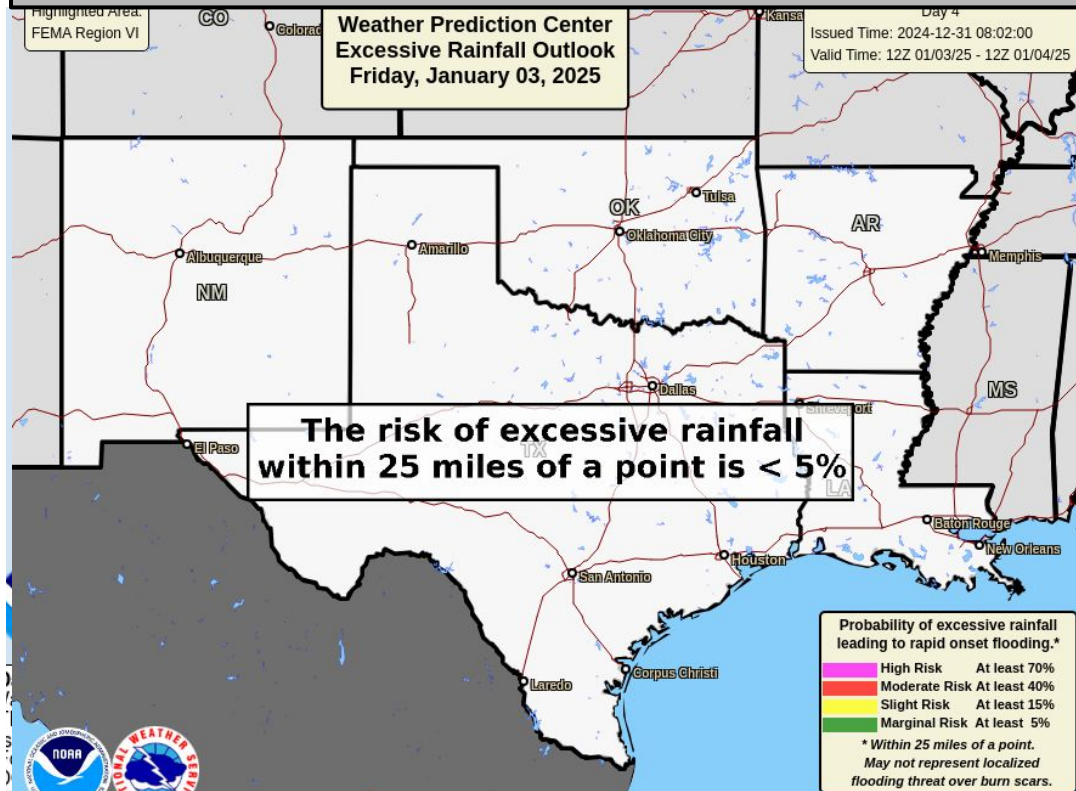 Highlighted Area:
FEMA Region VI
Weather Prediction Center
Excessive Rainfall Outlook
Friday, January 03, 2025
Day 4
Issued Time: 2024-12-31 08:02:00
Valid Time: 12Z 01/03/25 - 12Z 01/04/25
CO
Colorad
Kansa
Tulsa
OK
Oklahoma City
AR
Amarillo
Albuquerque
Memphis
NM
Dallas
MS
Shreveport
The risk of excessive rainfall
within 25 miles of a point is < 5%
El Paso
TX
LA
Baton Rouge
New Orleans
Houston
San Antonio
Corpus Christi
Laredo
Probability of excessive rainfall
leading to rapid onset flooding.*
High Risk At least 70%
Moderate Risk At least 40%
Slight Risk At least 15%
Marginal Risk At least 5%
* Within 25 miles of a point.
May not represent localized
flooding threat over burn scars.
NOAA